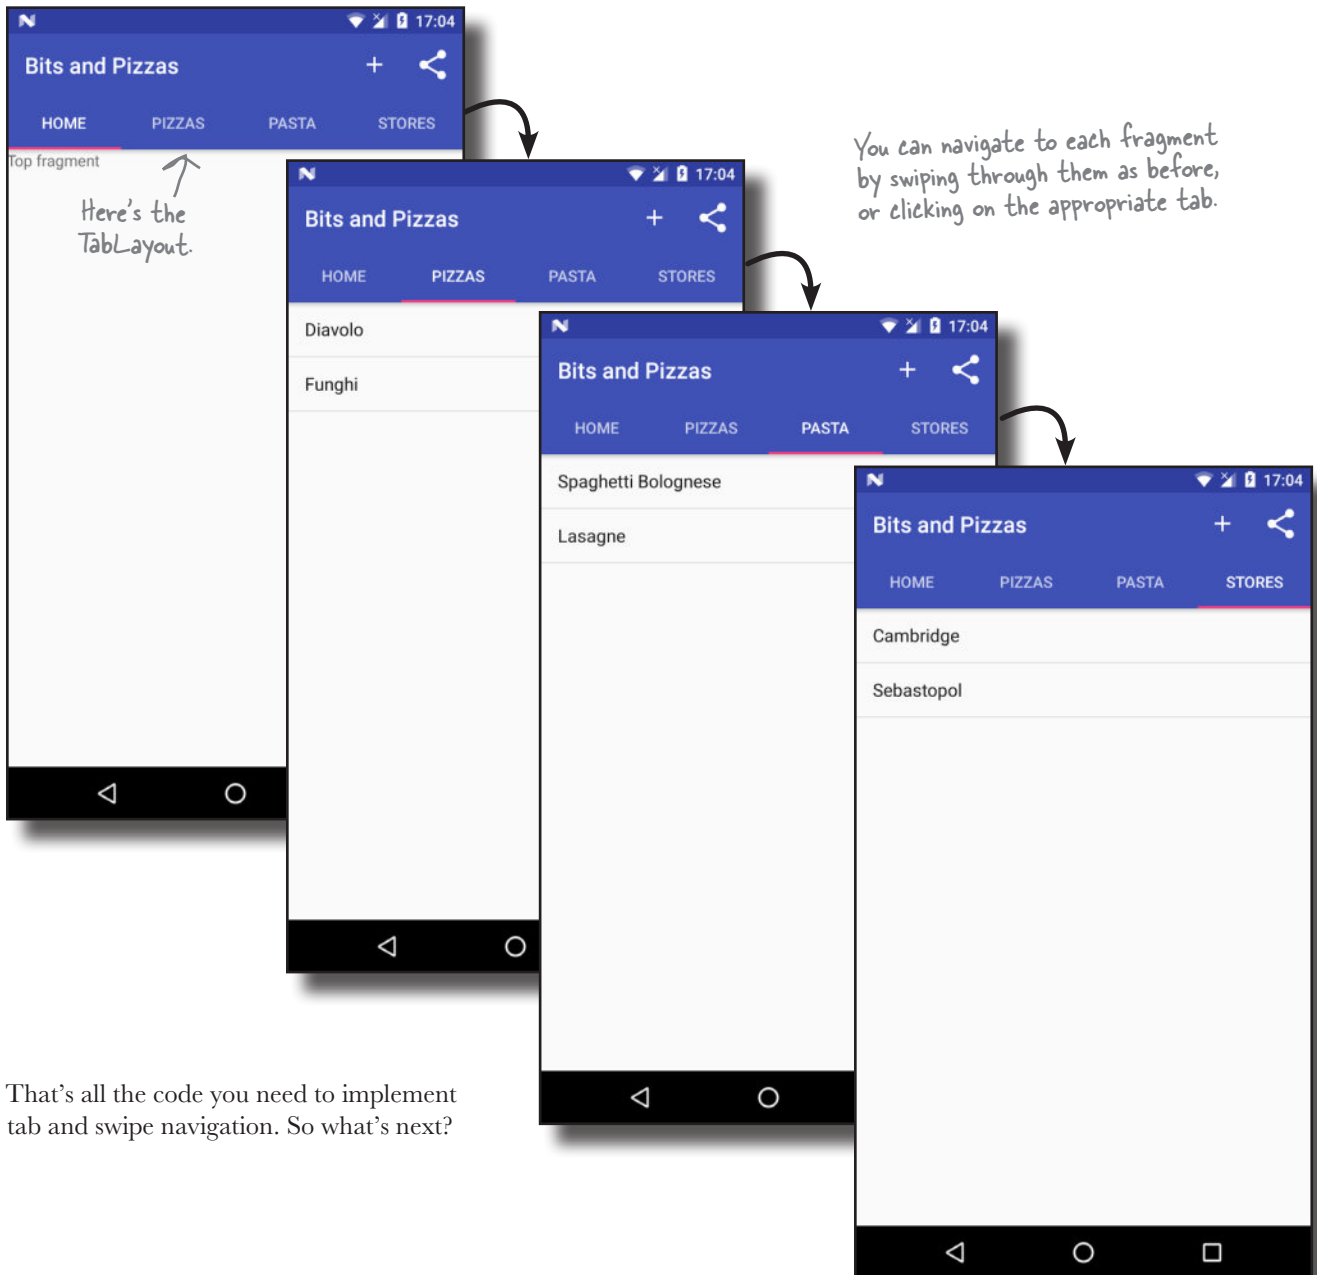 17:04
Bits and Pizzas
+
HOME PIZZAS PASTA STORES
Top fragment
Here's the
TabLayout.
You can navigate to each fragment
by swiping through them as before,
or clicking on the appropriate tab.
17:04
Bits and Pizzas
+
HOME PIZZAS PASTA STORES
Diavolo
Funghi
17:04
Bits and Pizzas
+
HOME PIZZAS PASTA STORES
Spaghetti Bolognese
Lasagne
17:04
Bits and Pizzas
+
HOME PIZZAS PASTA STORES
Cambridge
Sebastopol
That's all the code you need to implement
tab and swipe navigation. So what's next?